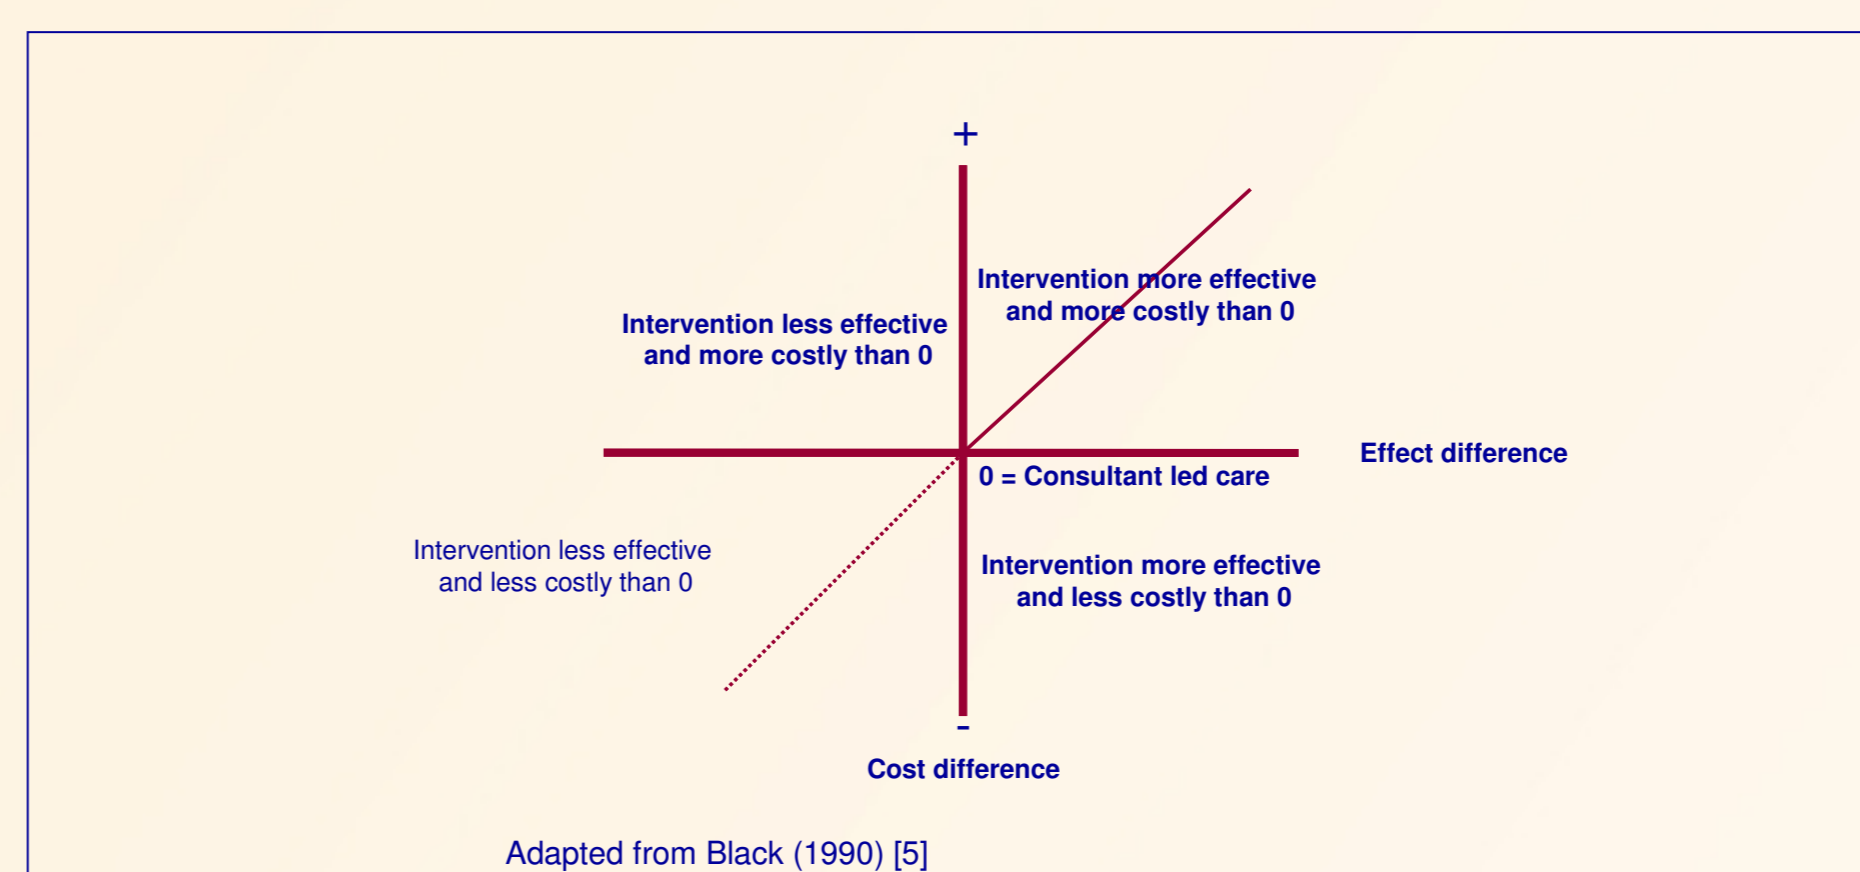 +
Intervention more effective
and more costly than 0
Intervention less effective
and more costly than 0
Effect difference
0 = Consultant led care
Intervention less effective
and less costly than 0
Intervention more effective
and less costly than 0
-
Cost difference
Adapted from Black (1990) [5]